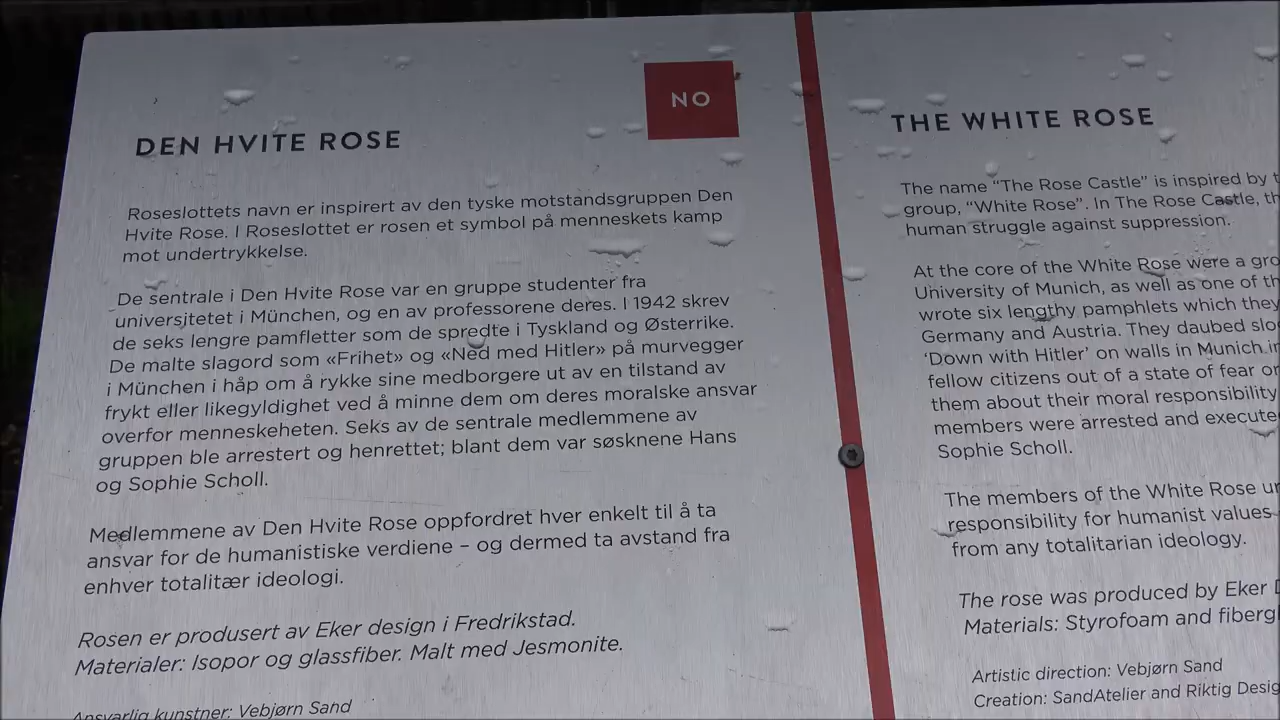 NO
DEN HVITE ROSE
Roseslottets navn er inspirert av den tyske motstandsgruppen Den
Hvite Rose. I Roseslottet er rosen et symbol på menneskets kamp
mot undertrykkelse.
De sentrale i Den Hvite Rose var en gruppe studenter fra
universitetet i München, og en av professorene deres. I 1942 skrev
de seks lengre pamfletter som de spredte i Tyskland og Østerrike.
De malte slagord som «Frihet» og «Ned med Hitler» på murvegger
i München i håp om å rykke sine medborgere ut av en tilstand av
frykt eller likegyldighet ved å minne dem om deres moralske ansvar
overfor menneskeheten. Seks av de sentrale medlemmene av
gruppen ble arrestert og henrettet; blant dem var søsknene Hans
og Sophie Scholl.
Medlemmene av Den Hvite Rose oppfordret hver enkelt til å ta
ansvar for de humanistiske verdiene – og dermed ta avstand fra
enhver totalitær ideologi.
Rosen er produsert av Eker design i Fredrikstad.
Materialer: Isopor og glassfiber. Malt med Jesmonite.
Ansvarlig kunstner: Vebjørn Sand
THE WHITE ROSE
The name “The Rose Castle” is inspired by
group, “White Rose”. In The Rose Castle,
human struggle against suppression.
At the core of the White Rose were a
University of Munich, as well as one of
wrote six lengthy pamphlets which they
Germany and Austria. They daubed
‘Down with Hitler’ on walls in Munich
fellow citizens out of a state of fear
them about their moral responsibility
members were arrested and
Sophie Scholl.
The members of the White Rose
responsibility for humanist values
from any totalitarian ideology.
The rose was produced by Eker
Materials: Styrofoam and
Artistic direction: Vebjørn Sand
Creation: SandAtelier and Riktig